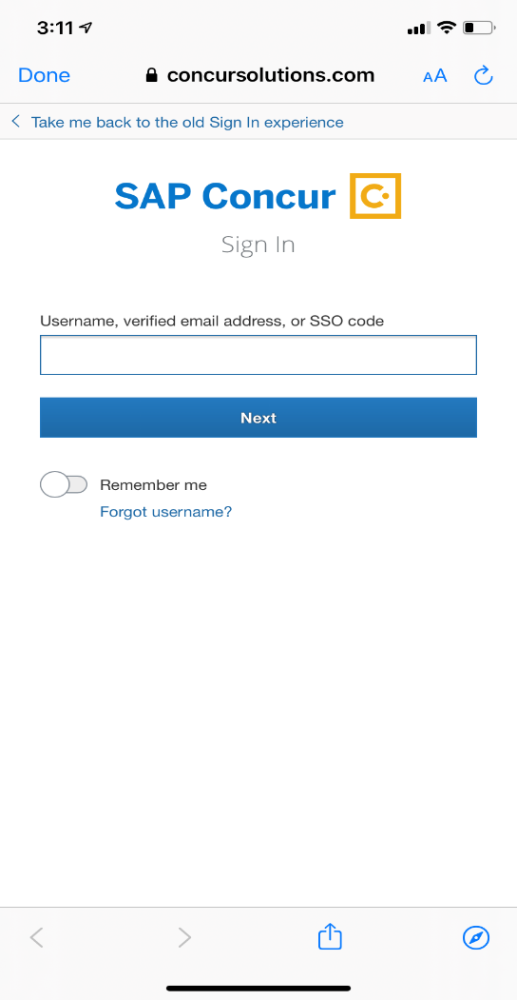 3:11
Done concursolutions.com AA
Take me back to the old Sign In experience
SAP Concur C
Sign In
Username, verified email address, or SSO code
Next
Remember me
Forgot username?